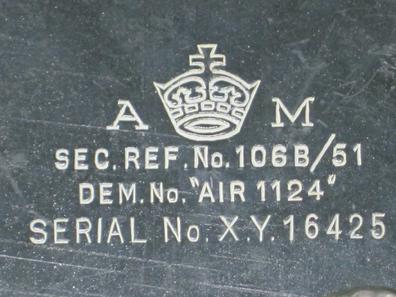 A M
SEC. REF. No. 106B/51
DEM. No. "AIR 1124"
SERIAL No. X.Y. 16425